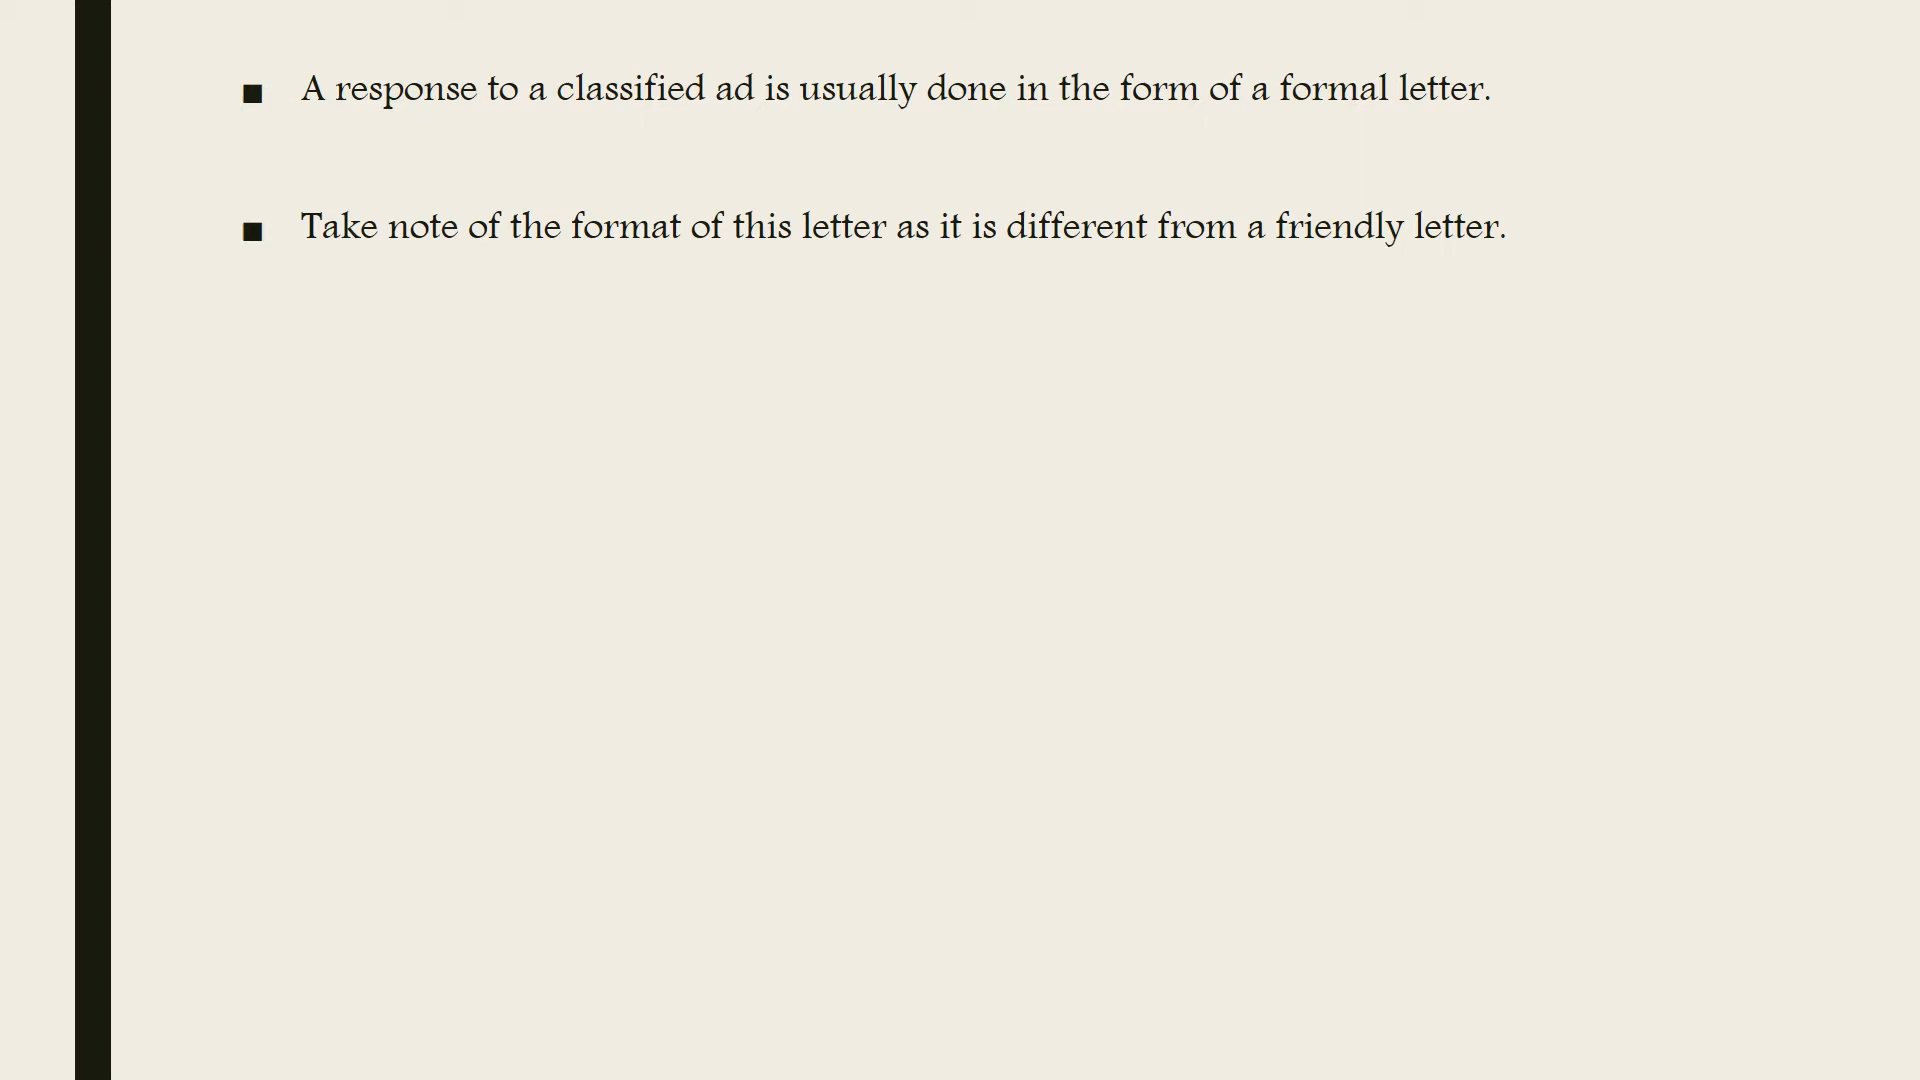 ■ A response to a classified ad is usually done in the form of a formal letter.
■ Take note of the format of this letter as it is different from a friendly letter.